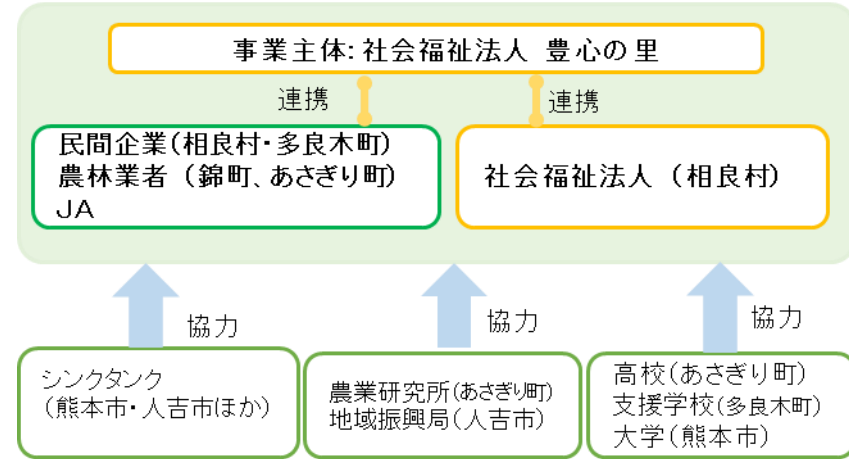 事業主体:社会福祉法人 豊心の里
連携
連携
民間企業(相良村・多良木町)
農林業者 (錦町、あさぎり町)
JA
社会福祉法人 (相良村)
協力
協力
協力
シンクタンク
(熊本市・人吉市ほか)
農業研究所(あさぎり町)
地域振興局(人吉市)
高校(あさぎり町)
支援学校(多良木町)
大学(熊本市)